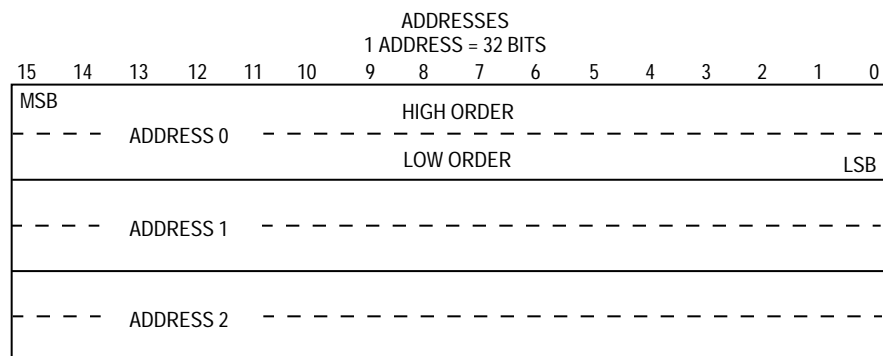 ADDRESSES
1 ADDRESS = 32 BITS
15 14 13 12 11 10 9 8 7 6 5 4 3 2 1 0
MSB
HIGH ORDER
ADDRESS 0
LOW ORDER
LSB
ADDRESS 1
ADDRESS 2